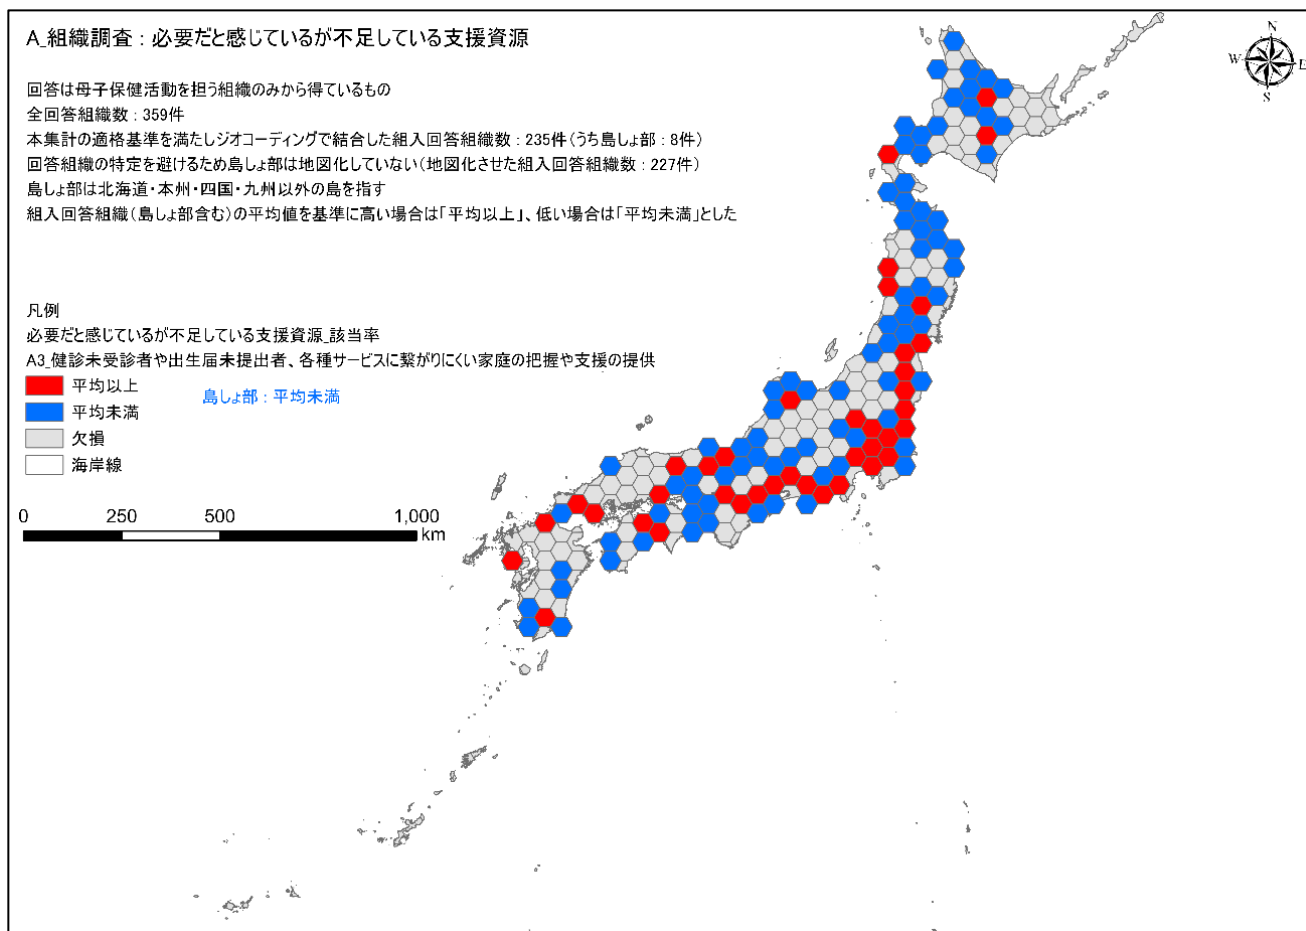 A_組織調査：必要だと感じているが不足している支援資源
回答は母子保健活動を担う組織のみから得ているもの
全回答組織数：359件
本集計の適格基準を満たしジオコーディングで結合した組入回答組織数：235件（うち島しょ部：8件）
回答組織の特定を避けるため島しょ部は地図化していない（地図化させた組入回答組織数：227件）
島しょ部は北海道・本州・四国・九州以外の島を指す
組入回答組織（島しょ部含む）の平均値を基準に高い場合は「平均以上」、低い場合は「平均未満」とした
N
W
E
S
凡例
必要だと感じているが不足している支援資源_該当率
A3_健診未受診者や出生届未提出者、各種サービスに繋がりにくい家庭の把握や支援の提供
平均以上
島しょ部：平均未満
平均未満
欠損
海岸線
0 250 500 1,000
km